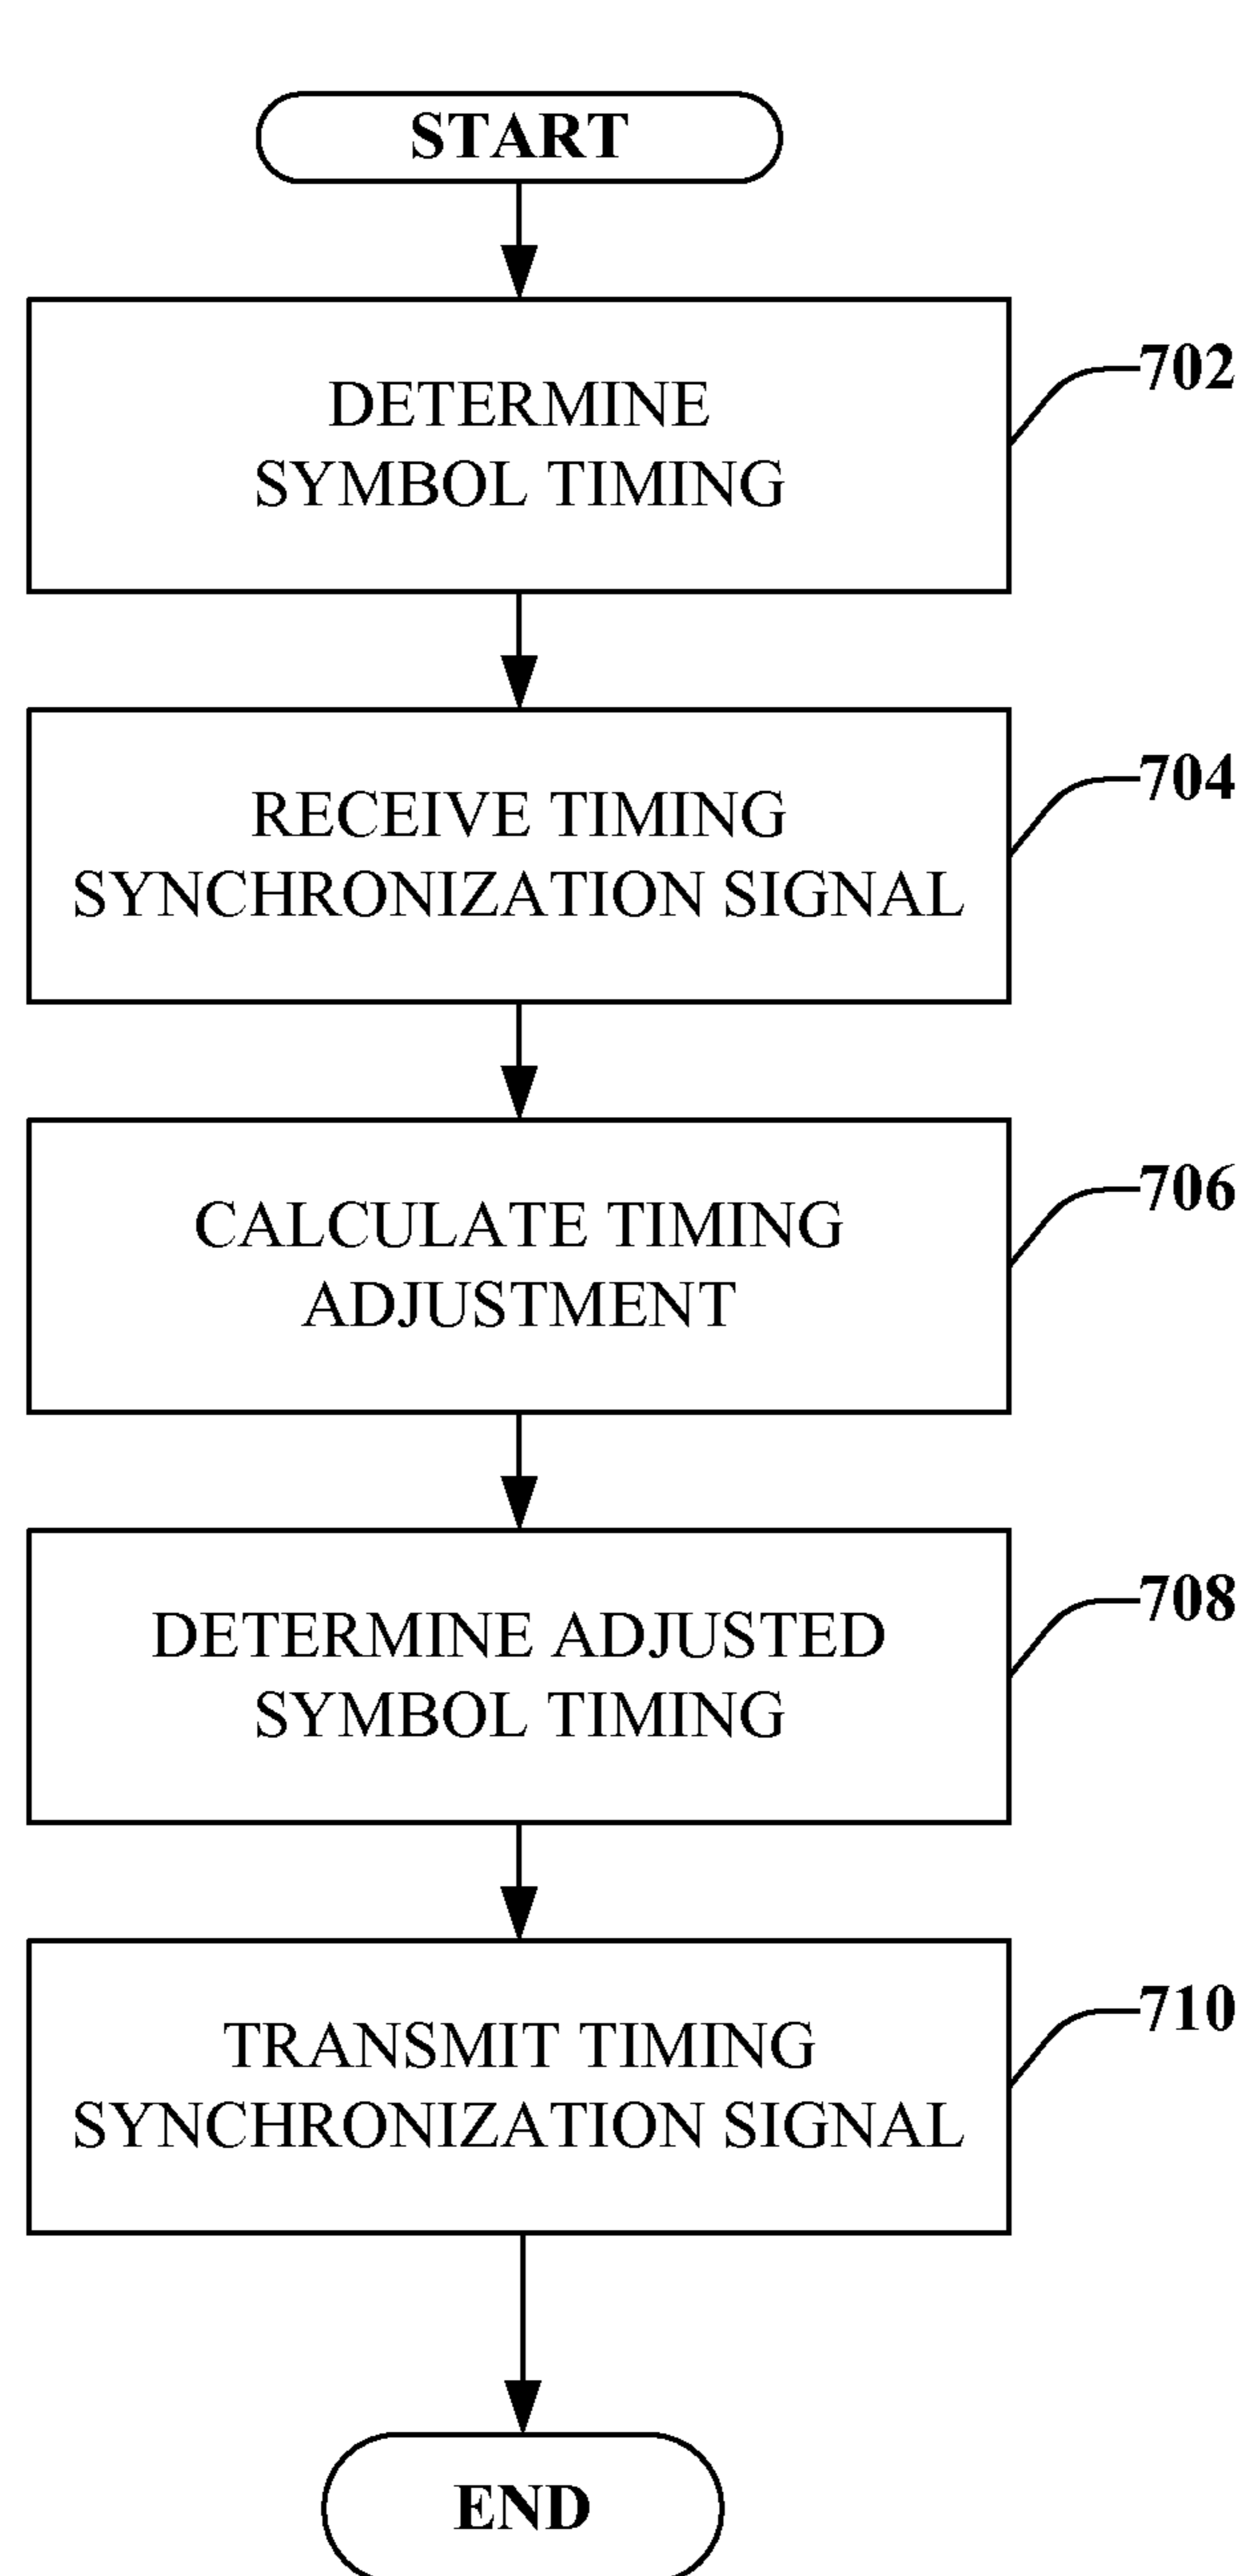 START
DETERMINE
SYMBOL TIMING
702
RECEIVE TIMING
SYNCHRONIZATION SIGNAL
704
CALCULATE TIMING
ADJUSTMENT
706
DETERMINE ADJUSTED
SYMBOL TIMING
708
TRANSMIT TIMING
SYNCHRONIZATION SIGNAL
710
END